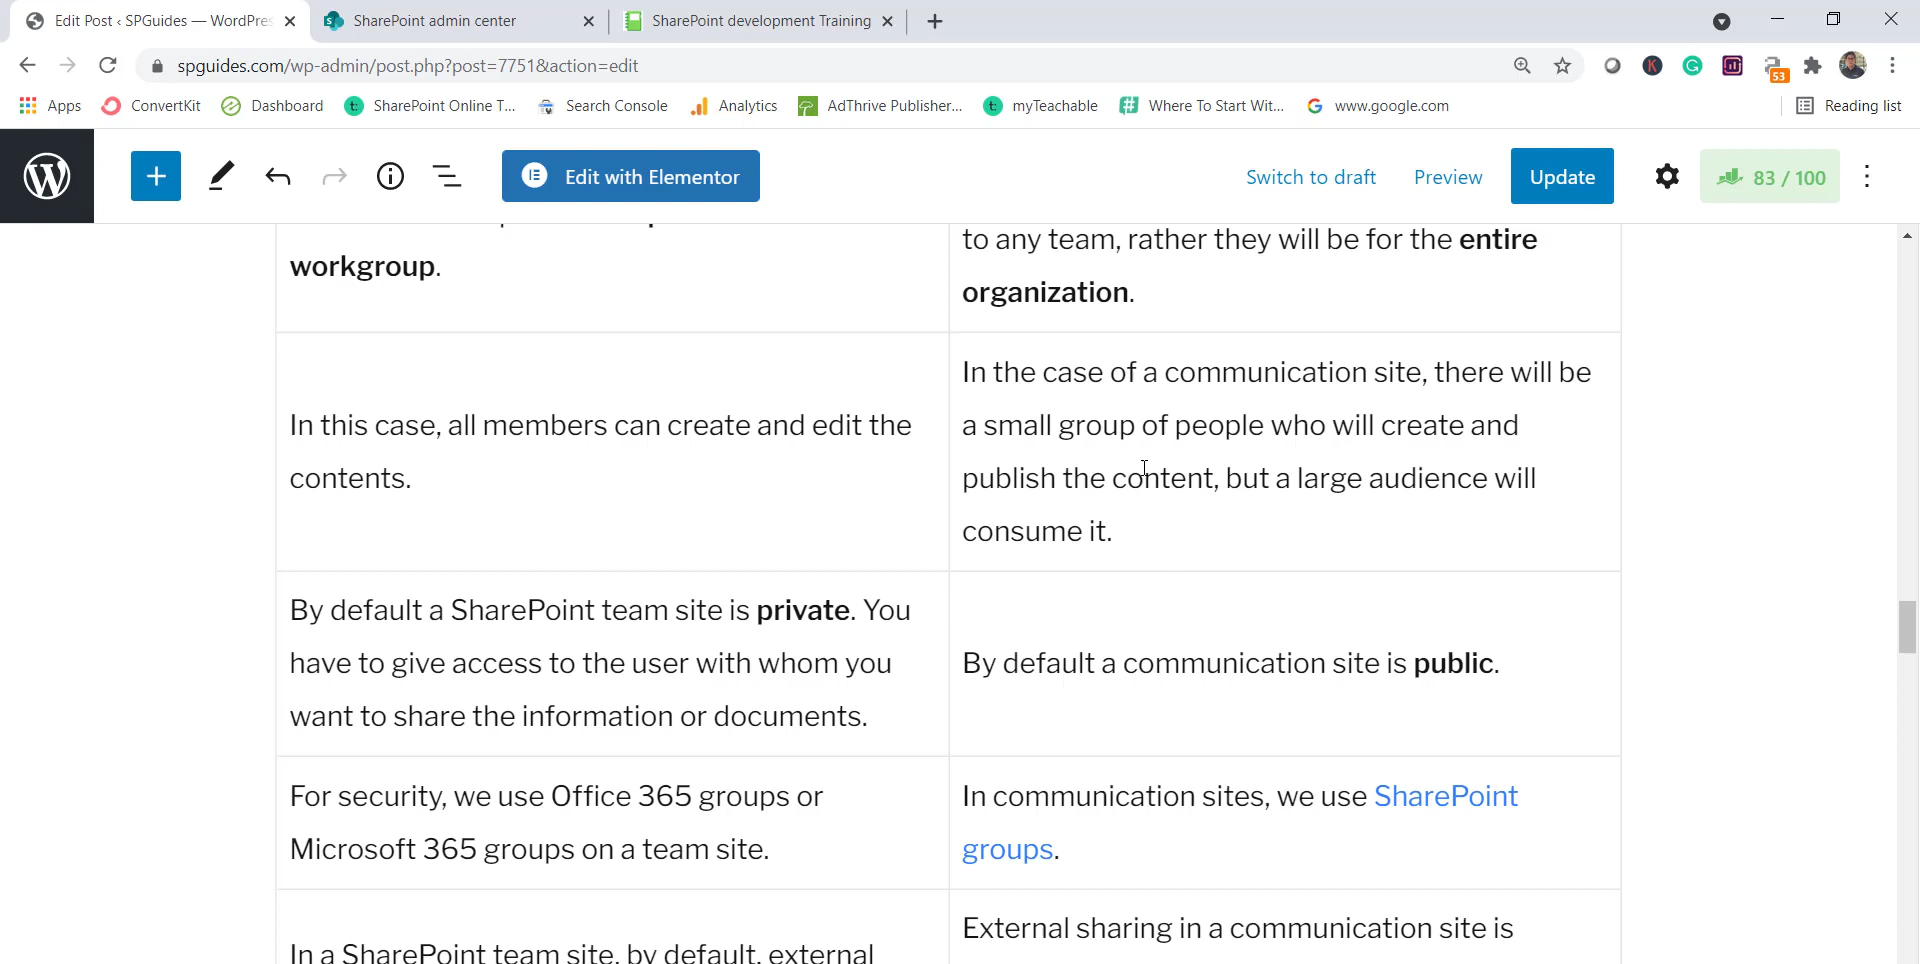 Edit Post ‹ SPGuides — WordPres
SharePoint admin center
SharePoint development Training
spguides.com/wp-admin/post.php?post=7751&action=edit
53
Apps
ConvertKit
Dashboard
SharePoint Online T...
Search Console
Analytics
AdThrive Publisher...
myTeachable
Where To Start Wit...
www.google.com
Reading list
Edit with Elementor
Switch to draft
Preview
Update
83 / 100
workgroup.
to any team, rather they will be for the entire
organization.
In this case, all members can create and edit the
contents.
In the case of a communication site, there will be
a small group of people who will create and
publish the content, but a large audience will
consume it.
By default a SharePoint team site is private. You
have to give access to the user with whom you
want to share the information or documents.
By default a communication site is public.
For security, we use Office 365 groups or
Microsoft 365 groups on a team site.
In communication sites, we use SharePoint
groups.
In a SharePoint team site, by default, external
External sharing in a communication site is